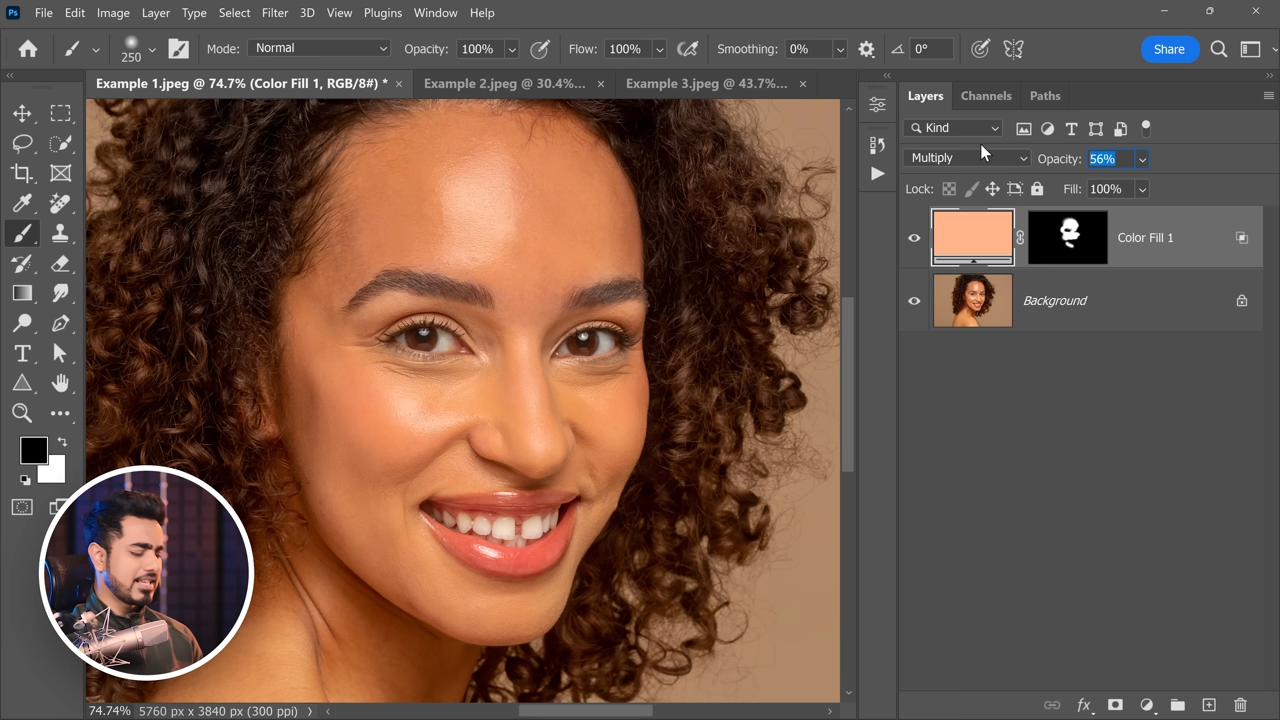 Ps File Edit Image Layer Type Select Filter 3D View Plugins Window Help
250 Mode: Normal Opacity: 100% Flow: 100% Smoothing: 0% 0° Share
Example 1.jpeg @ 74.7% (Color Fill 1, RGB/8#) * × Example 2.jpeg @ 30.4%... × Example 3.jpeg @ 43.7%... ×
Layers Channels Paths
Kind
Multiply Opacity: 56%
Lock: Fill: 100%
Color Fill 1
Background
74.74% 5760 px x 3840 px (300 ppi)